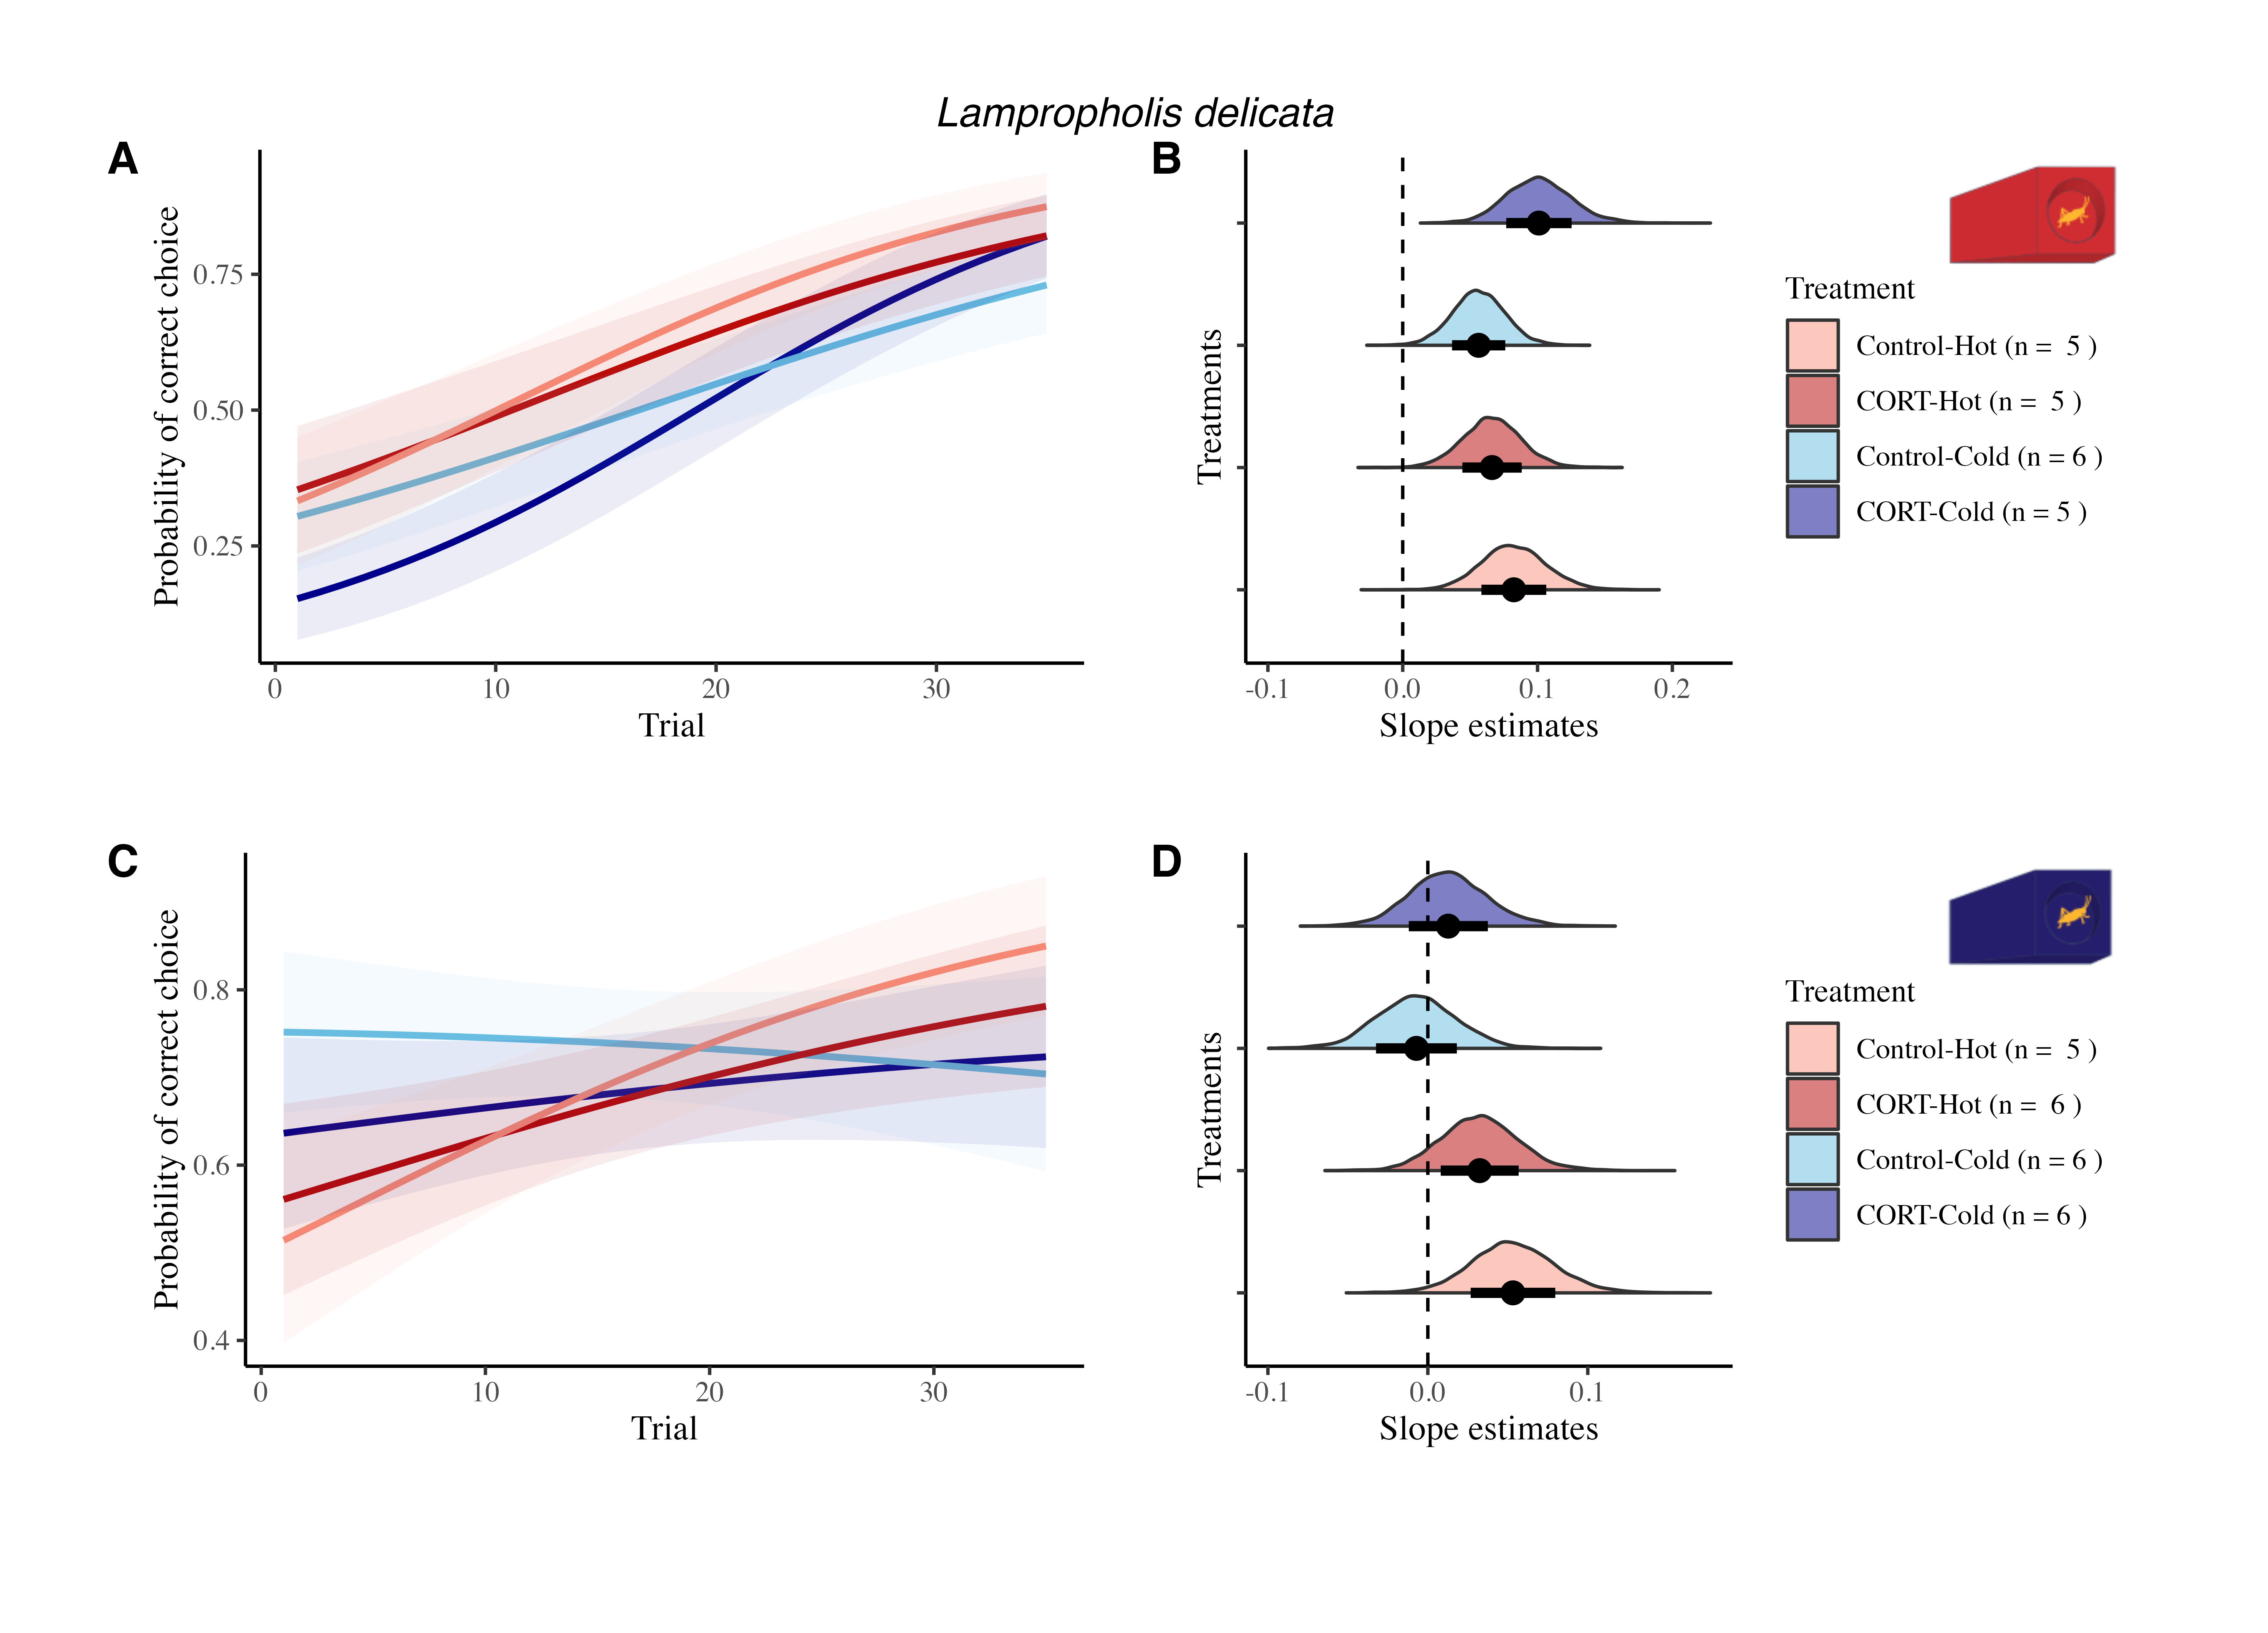 Lampropholis delicata
A
Probability of correct choice
0.75
0.50
0.25
0
10
20
30
Trial
B
Treatments
-0.1
0.0
0.1
0.2
Slope estimates
Treatment
Control-Hot (n =  5 )
CORT-Hot (n =  5 )
Control-Cold (n = 6 )
CORT-Cold (n = 5 )
C
Probability of correct choice
0.8
0.6
0.4
0
10
20
30
Trial
D
Treatments
-0.1
0.0
0.1
Slope estimates
Treatment
Control-Hot (n =  5 )
CORT-Hot (n =  6 )
Control-Cold (n = 6 )
CORT-Cold (n = 6 )